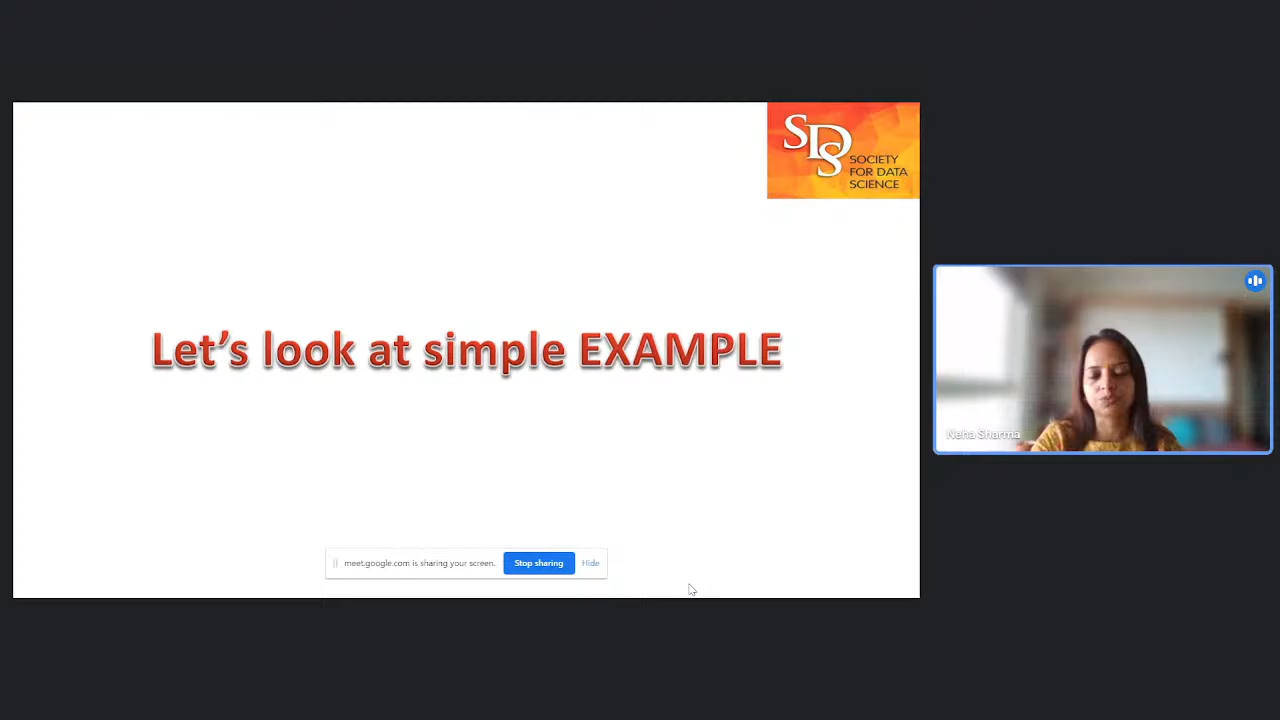 SDS
SOCIETY
FOR DATA
SCIENCE
Let's look at simple EXAMPLE
Neha Sharma
meet.google.com is sharing your screen.
Stop sharing
Hide